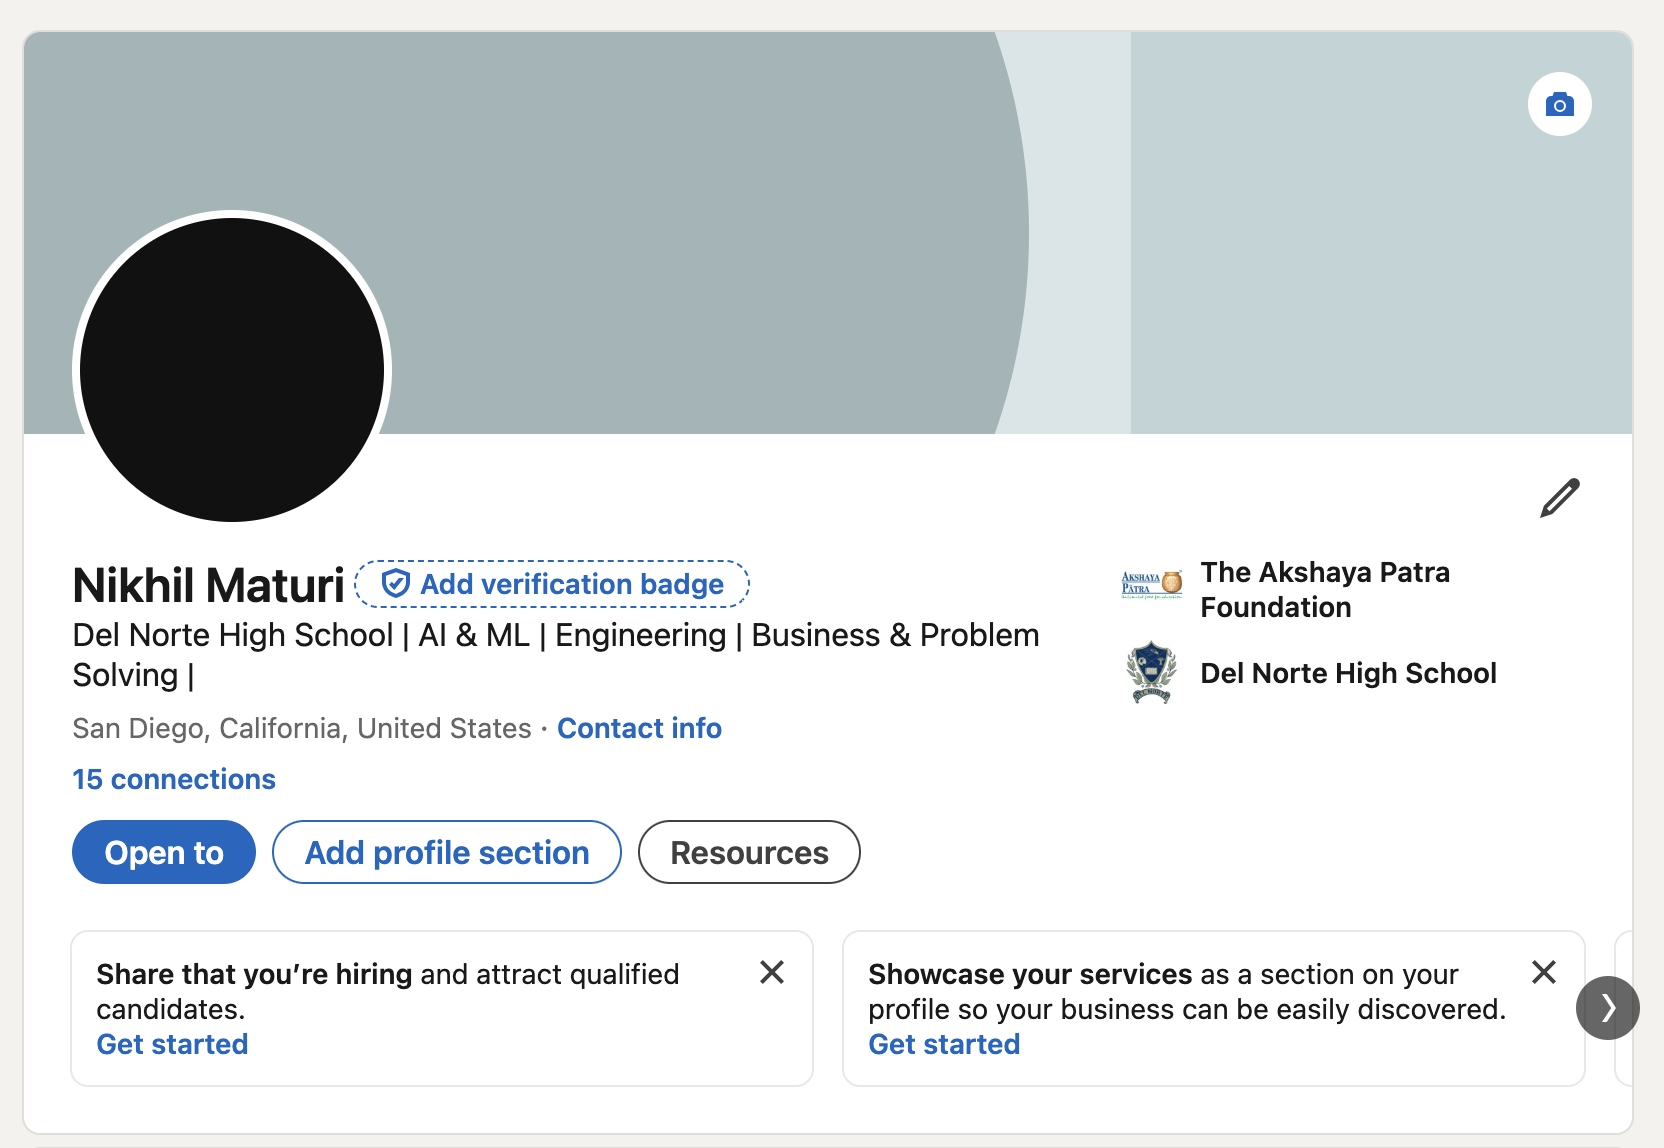 Nikhil Maturi Add verification badge
Del Norte High School | AI & ML | Engineering | Business & Problem
Solving |
San Diego, California, United States · Contact info
15 connections
Open to Add profile section Resources
AKSHAYA
PATRA
The Akshaya Patra
Foundation
DEL NORTE
Del Norte High School
Share that you’re hiring and attract qualified
candidates.
Get started
Showcase your services as a section on your
profile so your business can be easily discovered.
Get started